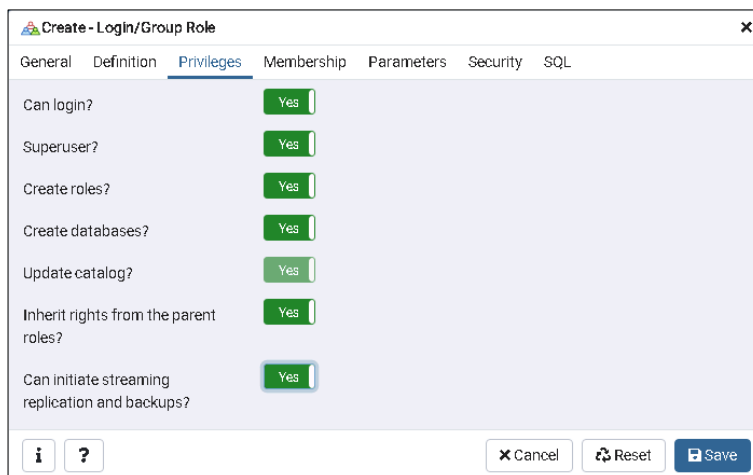 Create - Login/Group Role
General Definition Privileges Membership Parameters Security SQL
Can login? Yes
Superuser? Yes
Create roles? Yes
Create databases? Yes
Update catalog? Yes
Inherit rights from the parent Yes
roles?
Can initiate streaming Yes
replication and backups?
i ? Cancel Reset Save